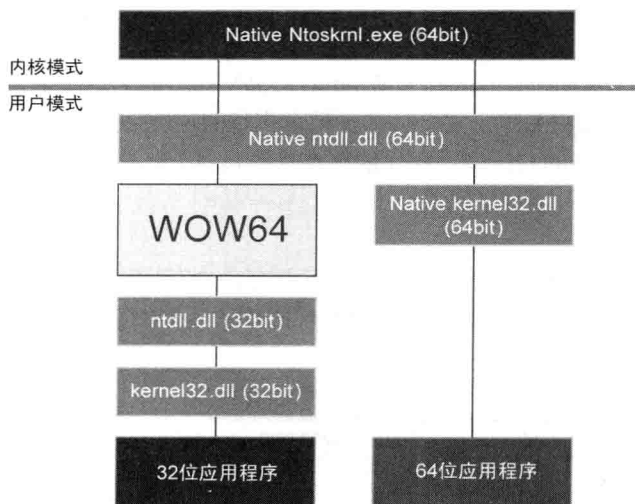 Native Ntoskrnl.exe (64bit)
内核模式
用户模式
Native ntdll.dll (64bit)
WOW64
Native kernel32.dll
(64bit)
ntdll.dll (32bit)
kernel32.dll (32bit)
32位应用程序
64位应用程序